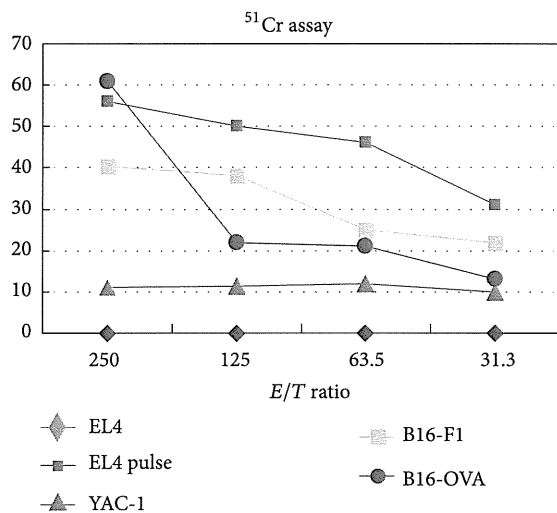 ⁵¹Cr assay
70
60
50
40
30
20
10
0
250 125 63.5 31.3
E/T ratio
EL4
EL4 pulse
YAC-1
B16-F1
B16-OVA